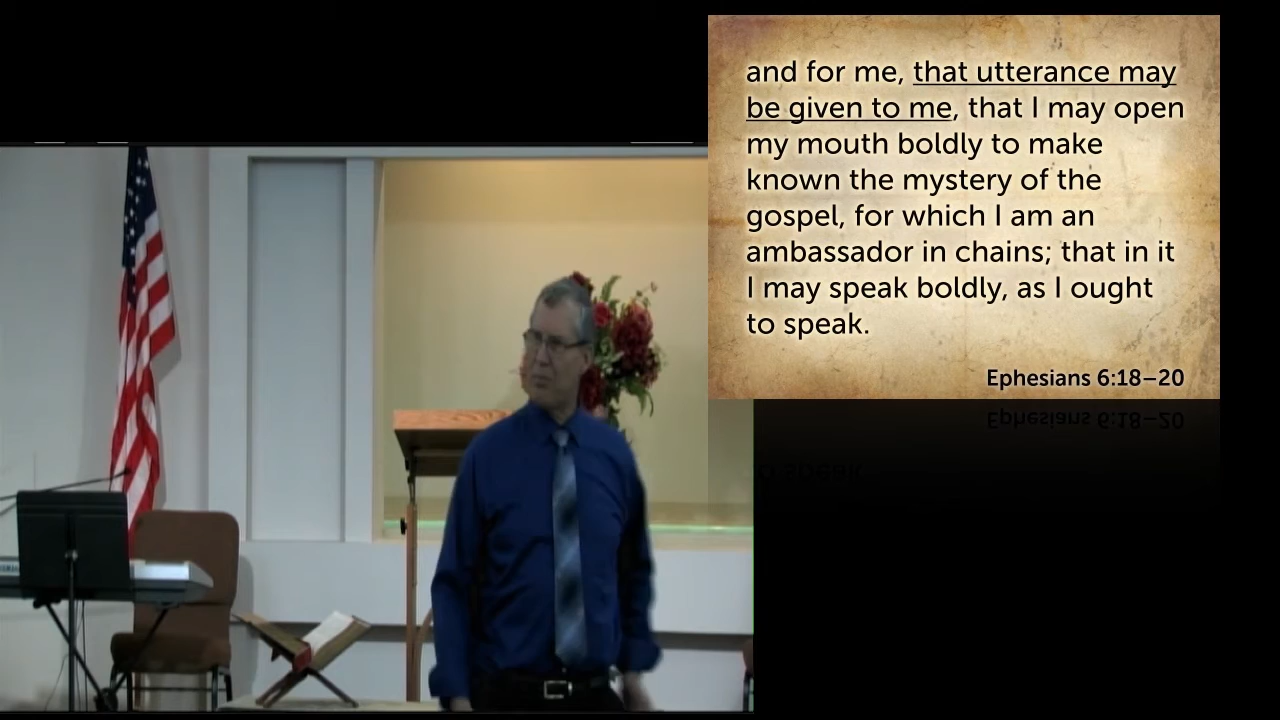 and for me, that utterance may
be given to me, that I may open
my mouth boldly to make
known the mystery of the
gospel, for which I am an
ambassador in chains; that in it
I may speak boldly, as I ought
to speak.
Ephesians 6:18–20